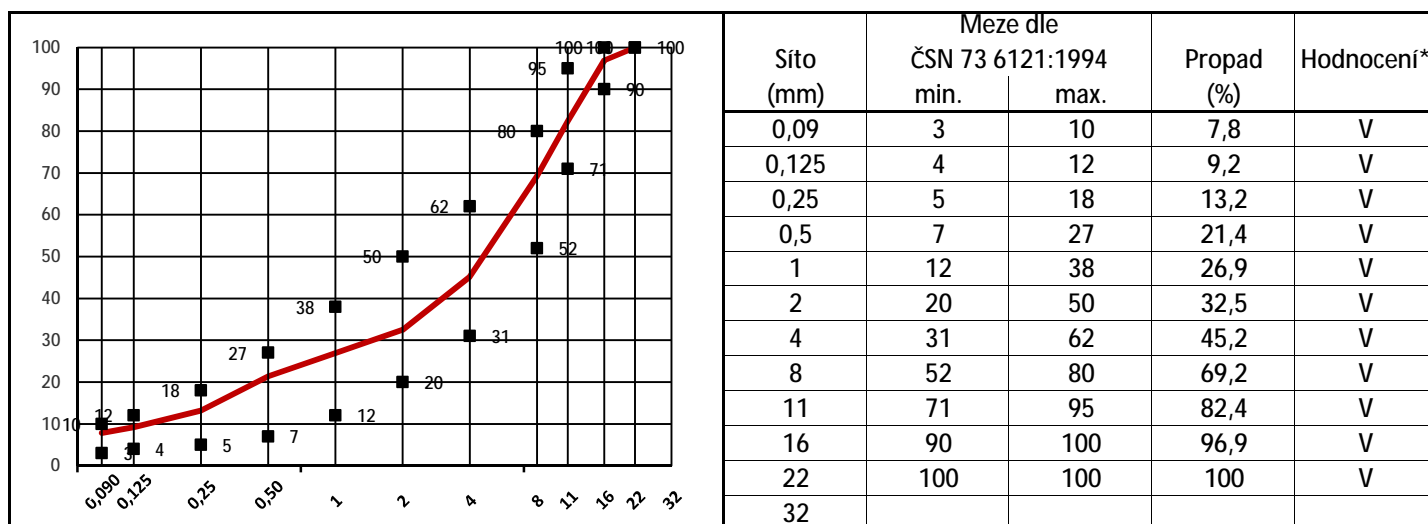 100
90
80
70
60
50
40
30
20
10
0
10 12 18 27 38 50 62 80 95 100 100 100
3 4 5 7 12 20 31 52 71 90
0,090 0,125 0,25 0,50 1 2 4 8 11 16 22 32
Meze dle
Síto ČSN 73 6121:1994 Propad Hodnocení*
(mm) min. max. (%)
0,09 3 10 7,8 V
0,125 4 12 9,2 V
0,25 5 18 13,2 V
0,5 7 27 21,4 V
1 12 38 26,9 V
2 20 50 32,5 V
4 31 62 45,2 V
8 52 80 69,2 V
11 71 95 82,4 V
16 90 100 96,9 V
22 100 100 100 V
32